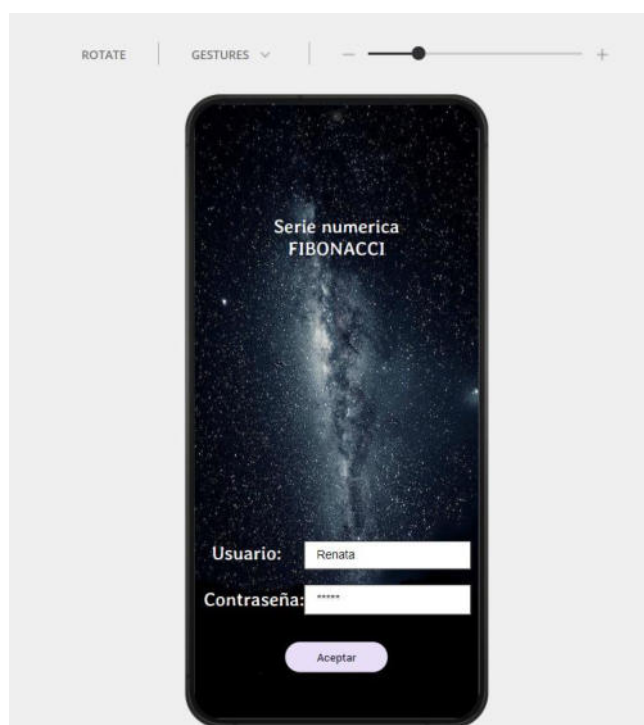 ROTATE GESTURES
Serie numerica
FIBONACCI
Usuario: Renata
Contraseña: *****
Aceptar